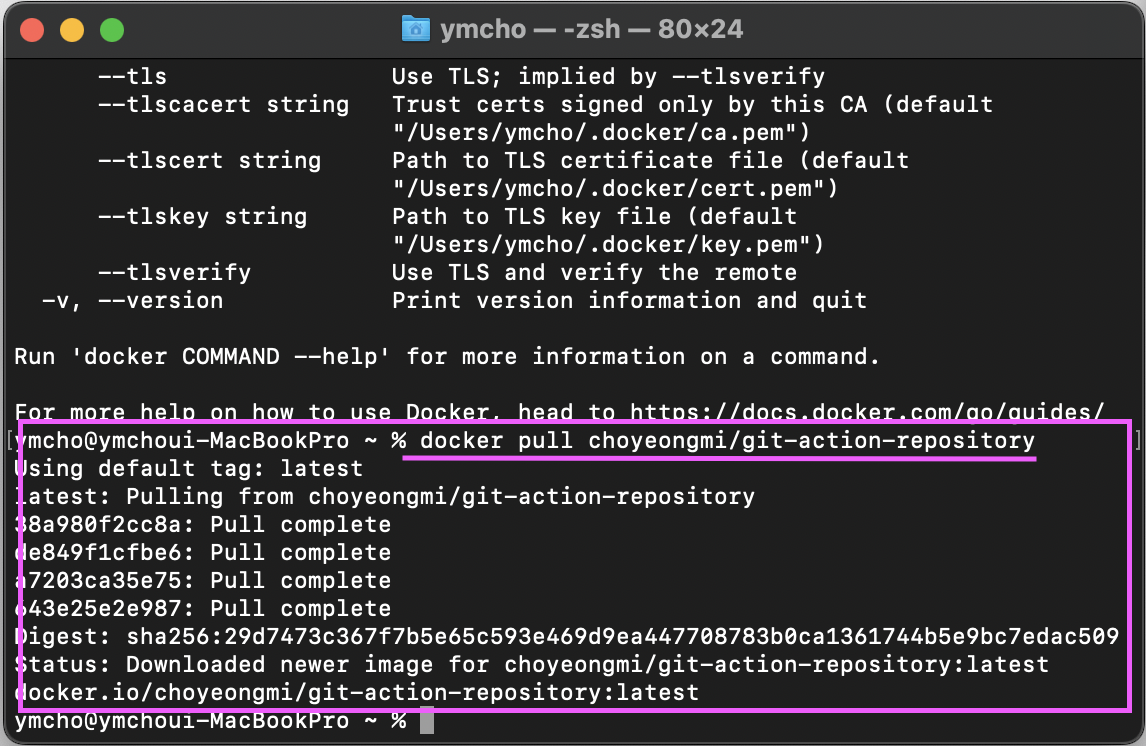 ymcho — -zsh — 80×24
--tls Use TLS; implied by --tlsverify
--tlscacert string Trust certs signed only by this CA (default
"/Users/ymcho/.docker/ca.pem")
--tlscert string Path to TLS certificate file (default
"/Users/ymcho/.docker/cert.pem")
--tlskey string Path to TLS key file (default
"/Users/ymcho/.docker/key.pem")
--tlsverify Use TLS and verify the remote
-v, --version Print version information and quit
Run 'docker COMMAND --help' for more information on a command.
For more help on how to use Docker, head to https://docs.docker.com/go/guides/
[ymcho@ymchoui-MacBookPro ~ % docker pull choyeongmi/git-action-repository ]
Using default tag: latest
latest: Pulling from choyeongmi/git-action-repository
38a980f2cc8a: Pull complete
de849f1cfbe6: Pull complete
a7203ca35e75: Pull complete
643e25e2e987: Pull complete
Digest: sha256:29d7473c367f7b5e65c593e469d9ea447708783b0ca1361744b5e9bc7edac509
Status: Downloaded newer image for choyeongmi/git-action-repository:latest
docker.io/choyeongmi/git-action-repository:latest
ymcho@ymchoui-MacBookPro ~ %